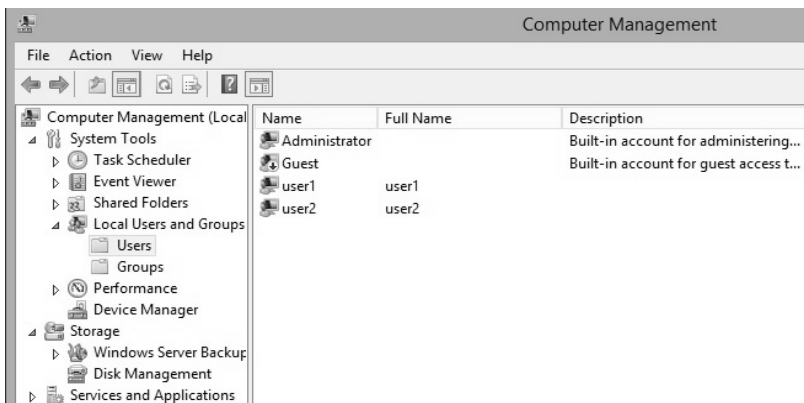 Computer Management
File Action View Help
Computer Management (Local
System Tools
Task Scheduler
Event Viewer
Shared Folders
Local Users and Groups
Users
Groups
Performance
Device Manager
Storage
Windows Server Backup
Disk Management
Services and Applications
Name Full Name Description
Administrator Built-in account for administering...
Guest Built-in account for guest access t...
user1 user1
user2 user2